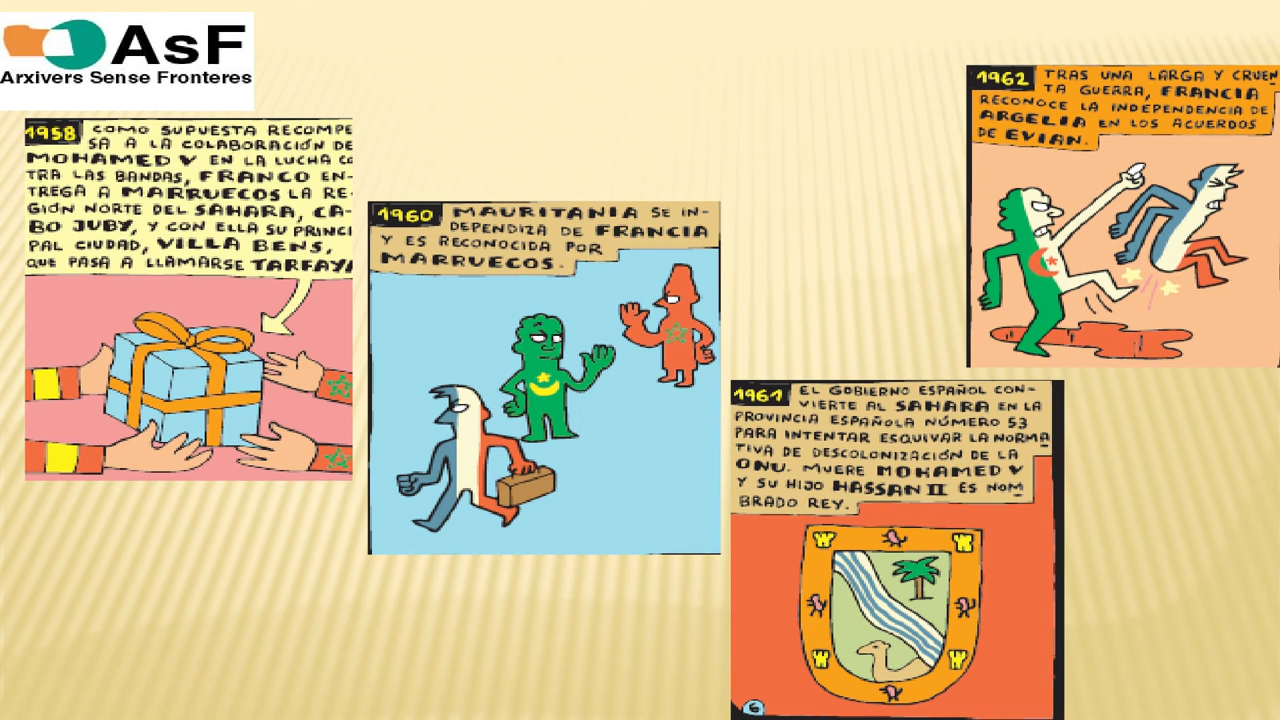 AsF
Arxivers Sense Fronteres
1958 COMO SUPUESTA RECOMPE
SA A LA COLABORACIÓN DE
MOHAMED V EN LA LUCHA CO
TRA LAS BANDAS, FRANCO EN-
TREGA A MARRUECOS LA RE-
GIÓN NORTE DEL SAHARA, CA-
BO JUBY, Y CON ELLA SU PRINCI
PAL CIUDAD, VILLA BENS,
QUE PASA A LLAMARSE TARFAYA
1960 MAURITANIA SE IN-
DEPENDIZA DE FRANCIA
Y ES RECONOCIDA POR
MARRUECOS.
1961 EL GOBIERNO ESPAÑOL CON-
VIERTE AL SAHARA EN LA
PROVINCIA ESPAÑOLA NÚMERO 53
PARA INTENTAR ESQUIVAR LA NORMA
TIVA DE DESCOLONIZACIÓN DE LA
ONU. MUERE MOHAMED V
Y SU HIJO HASSAN II ES NOM
BRADO REY.
6
1962 TRAS UNA LARGA Y CRUEN
TA GUERRA, FRANCIA
RECONOCE LA INDEPENDENCIA DE
ARGELIA EN LOS ACUERDOS
DE EVIAN.